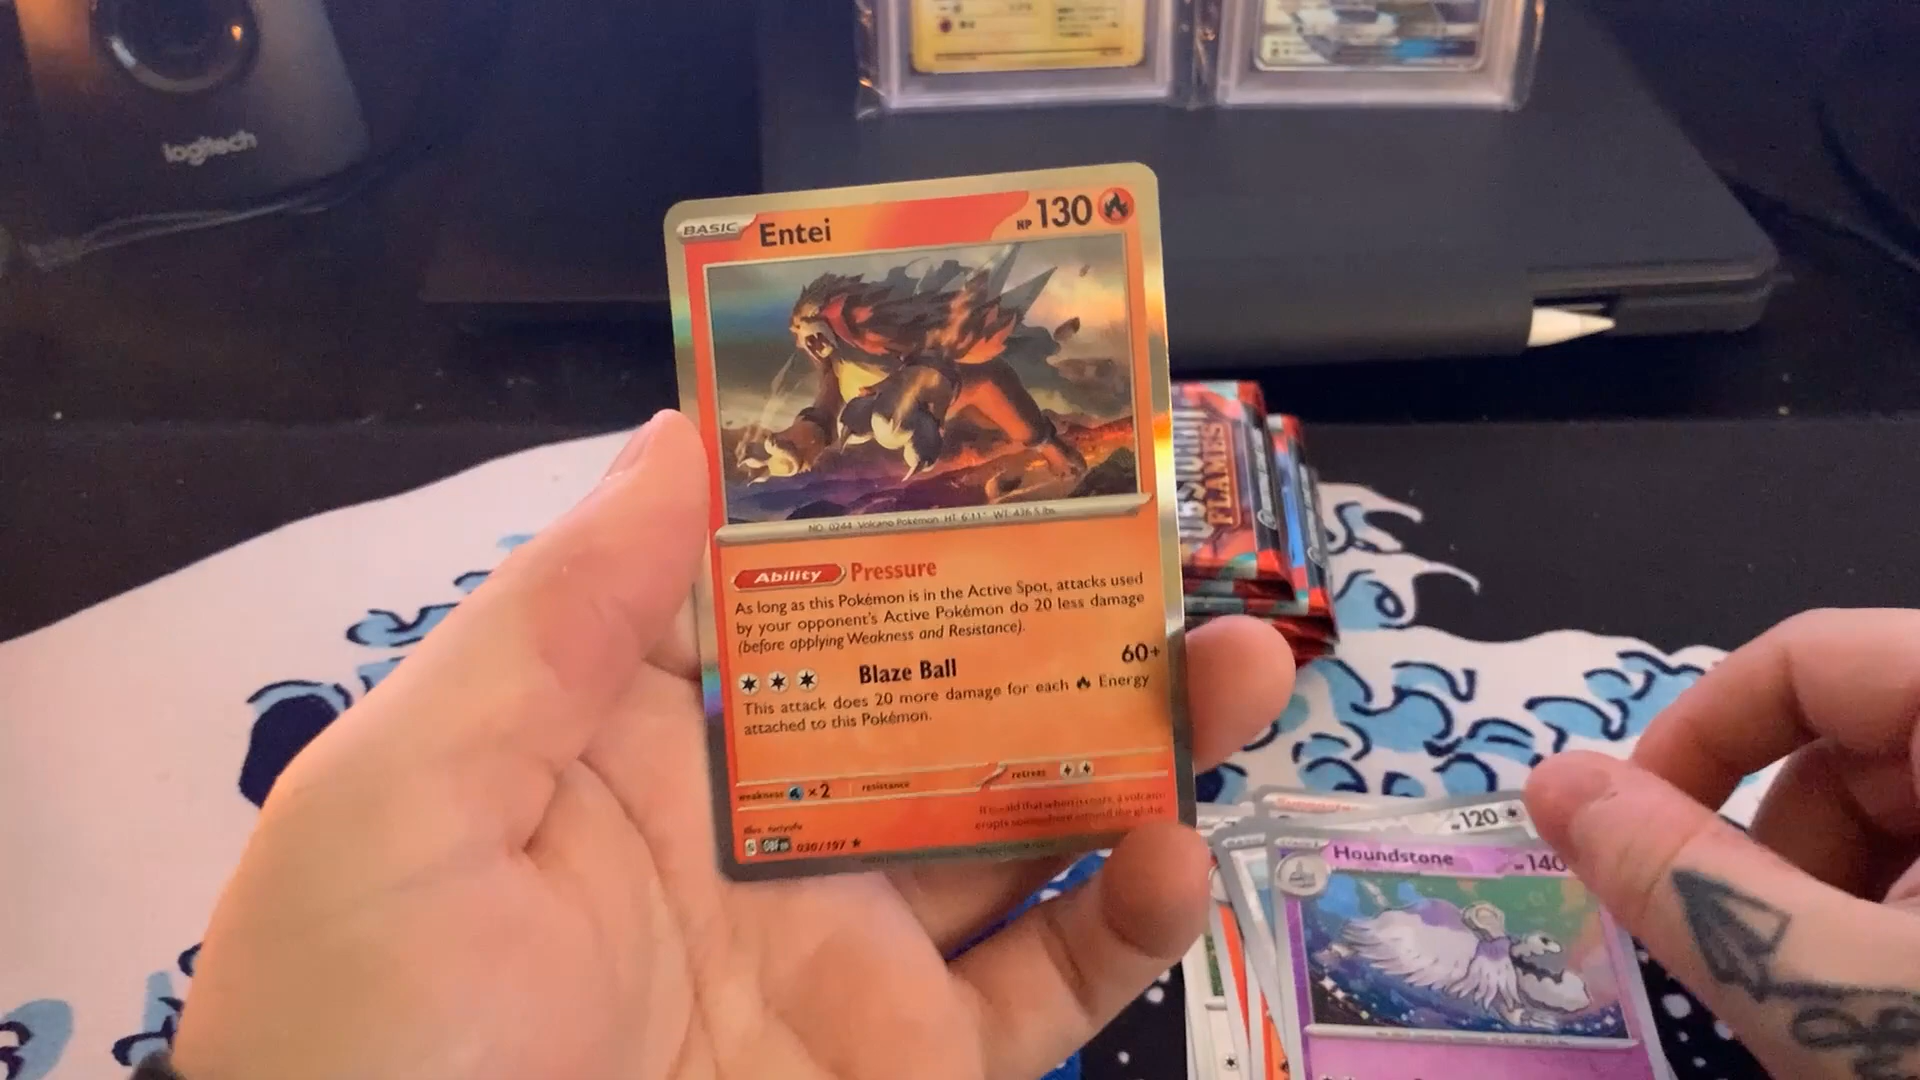 logitech
BASIC Entei HP 130
NO. 0244 Volcano Pokémon HT: 6'11" WT: 436.5 lbs.
Ability Pressure
As long as this Pokémon is in the Active Spot, attacks used
by your opponent's Active Pokémon do 20 less damage
(before applying Weakness and Resistance).
Blaze Ball 60+
This attack does 20 more damage for each Energy
attached to this Pokémon.
weakness ×2 resistance retreat
It is said that when it roars, a volcano
erupts somewhere around the globe.
Illus.
OBF EN 030/197 ★
OBSIDIAN
FLAMES
Supporter
120
Houndstone 140